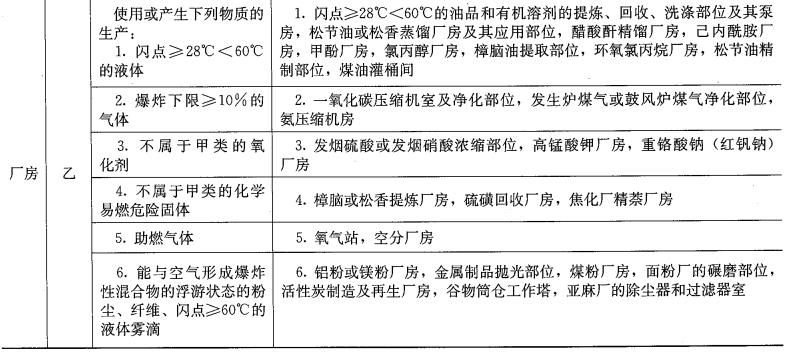 厂房
乙
使用或产生下列物质的
生产：
1. 闪点≥28℃＜60℃
的液体
1. 闪点≥28℃＜60℃的油品和有机溶剂的提炼、回收、洗涤部位及其泵
房，松节油或松香蒸馏厂房及其应用部位，醋酸酐精馏厂房，己内酰胺厂
房，甲酚厂房，氯丙醇厂房，樟脑油提取部位，环氧氯丙烷厂房，松节油精
制部位，煤油灌桶间
2. 爆炸下限≥10%的
气体
2. 一氧化碳压缩机室及净化部位，发生炉煤气或鼓风炉煤气净化部位，
氨压缩机房
3. 不属于甲类的氧
化剂
3. 发烟硫酸或发烟硝酸浓缩部位，高锰酸钾厂房，重铬酸钠（红钒钠）
厂房
4. 不属于甲类的化学
易燃危险固体
4. 樟脑或松香提炼厂房，硫磺回收厂房，焦化厂精萘厂房
5. 助燃气体
5. 氧气站，空分厂房
6. 能与空气形成爆炸
性混合物的浮游状态的粉
尘、纤维、闪点≥60℃的
液体雾滴
6. 铝粉或镁粉厂房，金属制品抛光部位，煤粉厂房，面粉厂的碾磨部位，
活性炭制造及再生厂房，谷物筒仓工作塔，亚麻厂的除尘器和过滤器室